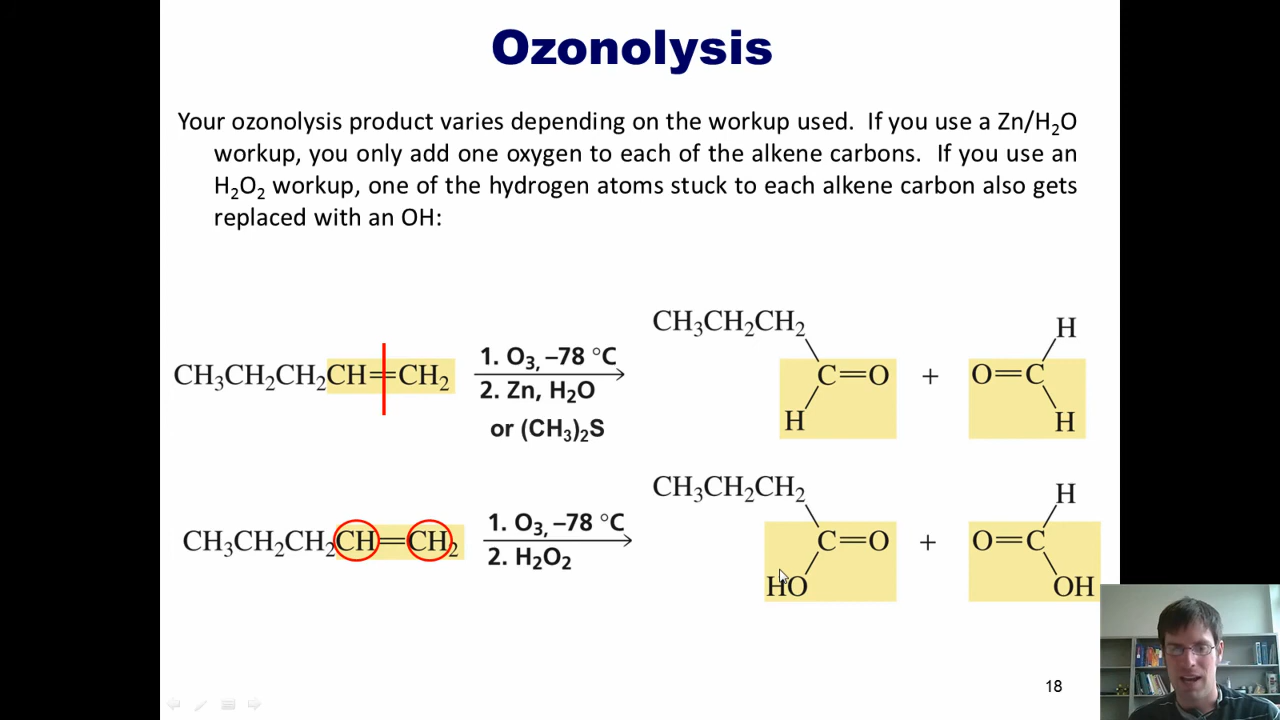 Ozonolysis
Your ozonolysis product varies depending on the workup used. If you use a Zn/H₂O
workup, you only add one oxygen to each of the alkene carbons. If you use an
H₂O₂ workup, one of the hydrogen atoms stuck to each alkene carbon also gets
replaced with an OH:
CH₃CH₂CH₂CH=CH₂
1. O₃, –78 °C
2. Zn, H₂O
or (CH₃)₂S
CH₃CH₂CH₂
C=O
H
+
H
O=C
H
CH₃CH₂CH₂CH=CH₂
1. O₃, –78 °C
2. H₂O₂
CH₃CH₂CH₂
C=O
HO
+
H
O=C
OH
18